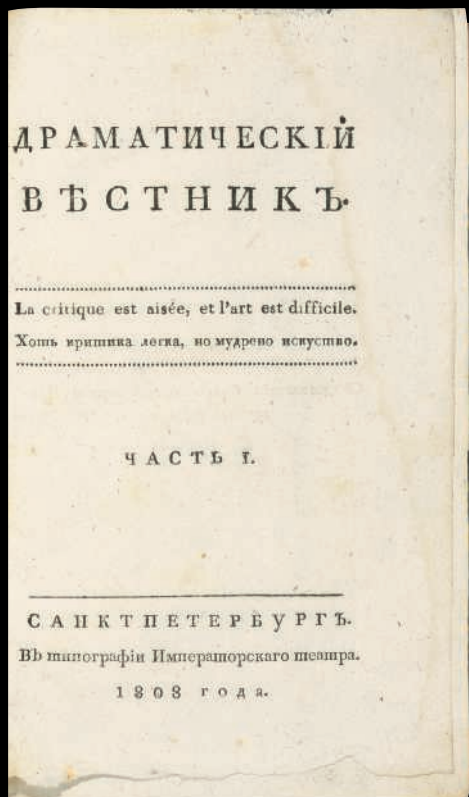 ДРАМАТИЧЕСКІЙ
ВѢСТНИКЪ.
La critique est aisée, et l'art est difficile.
Хоть критика легка, но мудрено искуство.
ЧАСТЬ I.
САНКТПЕТЕРБУРГЪ.
Въ типографіи Императорскаго театра.
1808 года.